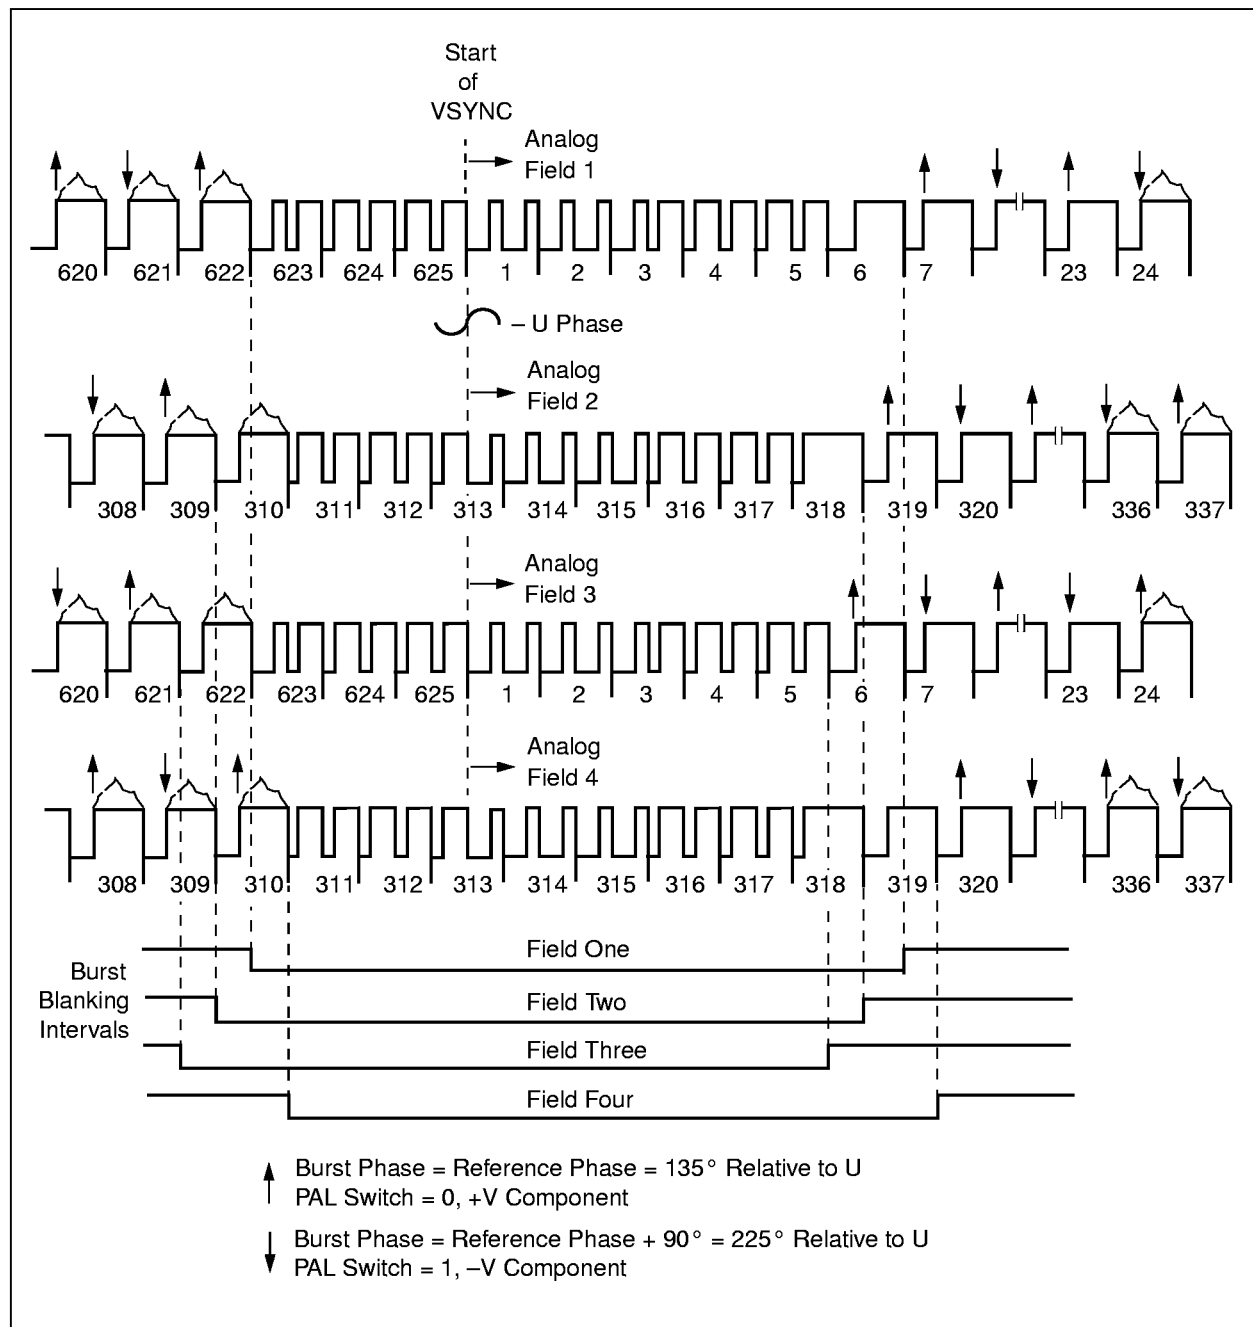 Start
of
VSYNC
Analog
Field 1
620 621 622 623 624 625 1 2 3 4 5 6 7 23 24
– U Phase
Analog
Field 2
308 309 310 311 312 313 314 315 316 317 318 319 320 336 337
Analog
Field 3
620 621 622 623 624 625 1 2 3 4 5 6 7 23 24
Analog
Field 4
308 309 310 311 312 313 314 315 316 317 318 319 320 336 337
Burst
Blanking
Intervals
Field One
Field Two
Field Three
Field Four
Burst Phase = Reference Phase = 135° Relative to U
PAL Switch = 0, +V Component
Burst Phase = Reference Phase + 90° = 225° Relative to U
PAL Switch = 1, –V Component